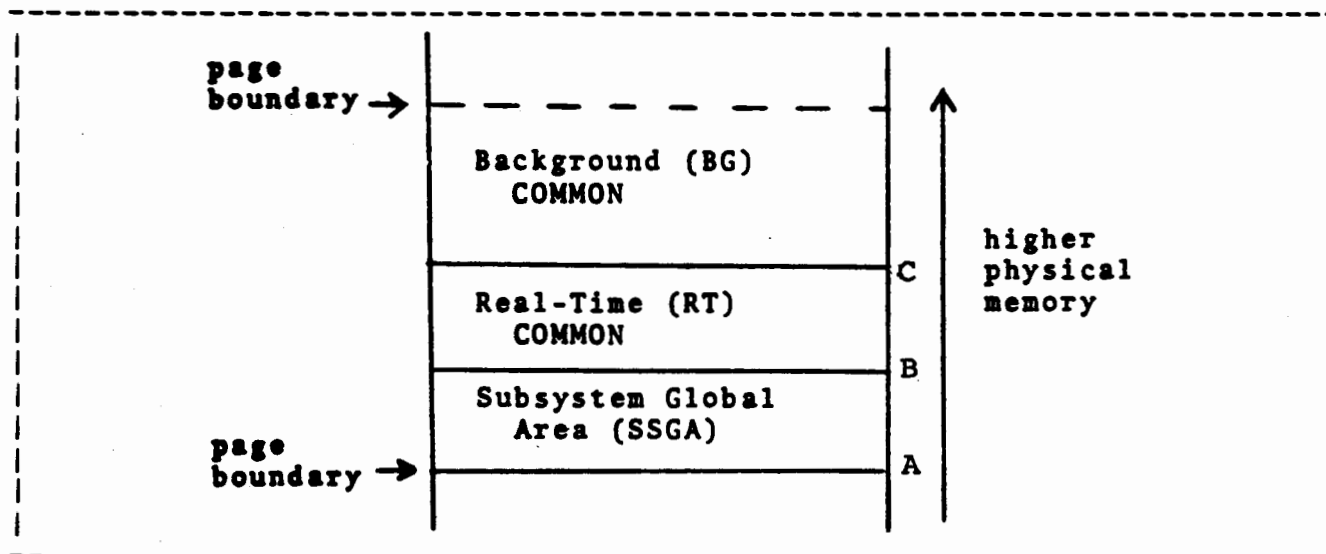 page
boundary
Background (BG)
COMMON
C
higher
physical
memory
Real-Time (RT)
COMMON
B
Subsystem Global
Area (SSGA)
page
boundary
A